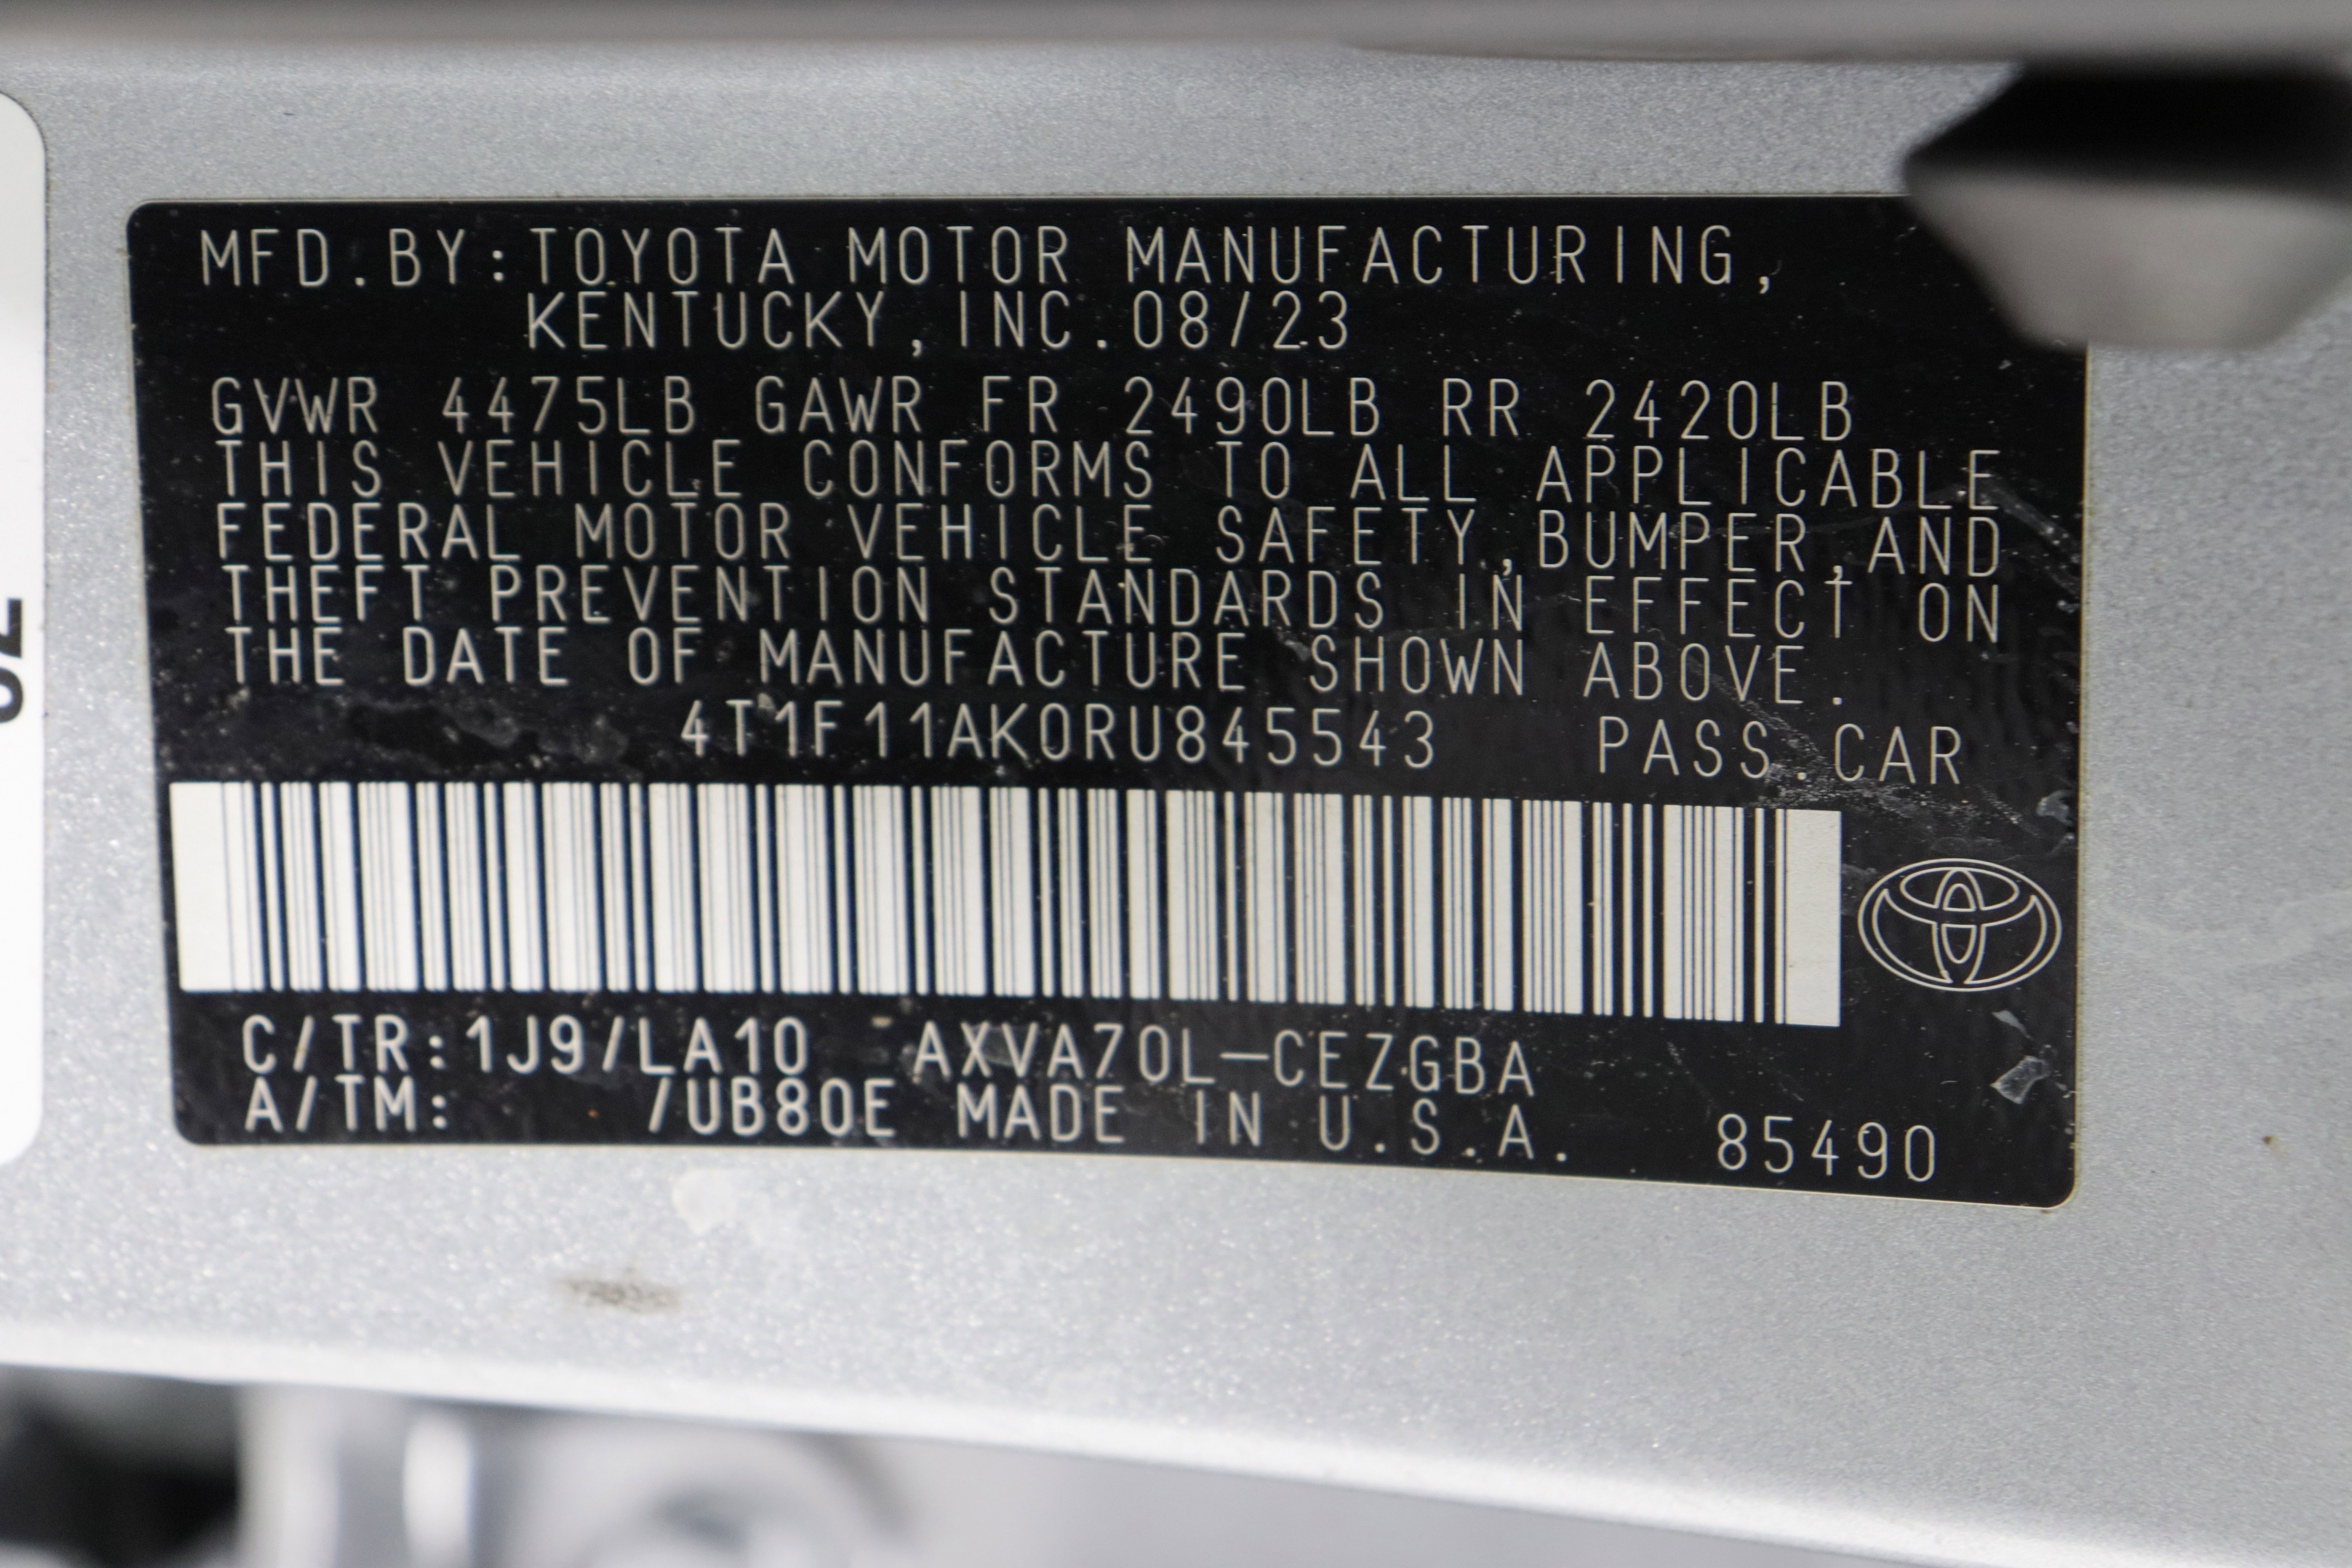 MFD.BY:TOYOTA MOTOR MANUFACTURING,
KENTUCKY,INC.08/23
GVWR 4475LB GAWR FR 2490LB RR 2420LB
THIS VEHICLE CONFORMS TO ALL APPLICABLE
FEDERAL MOTOR VEHICLE SAFETY,BUMPER,AND
THEFT PREVENTION STANDARDS IN EFFECT ON
THE DATE OF MANUFACTURE SHOWN ABOVE.
4T1F11AK0RU845543 PASS.CAR
C/TR:1J9/LA10 AXVA70L-CEZGBA
A/TM: /UB80E MADE IN U.S.A. 85490